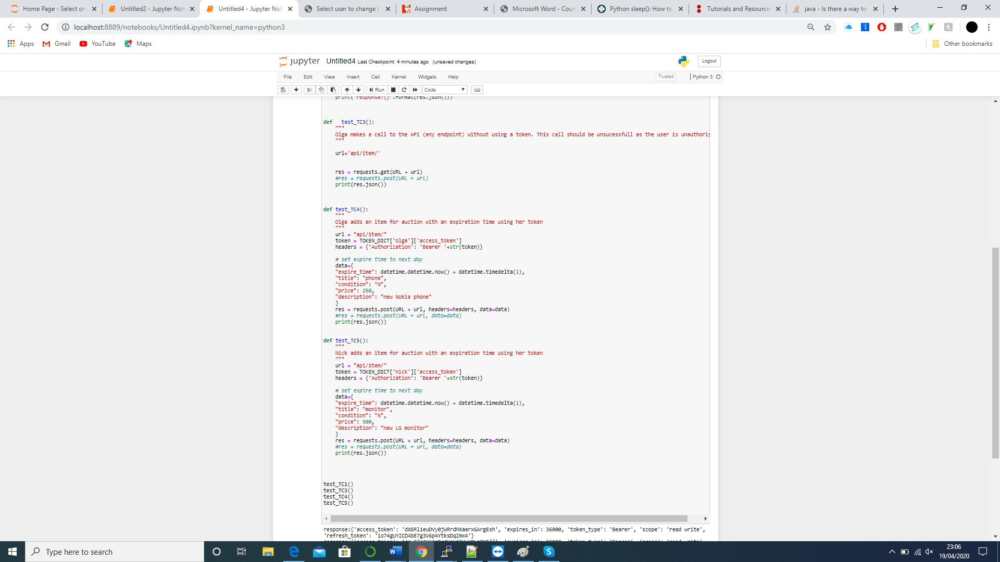 Home Page - Select or
Untitled2 - Jupyter Not
Untitled4 - Jupyter Not
Select user to change |
Assignment
Microsoft Word - Cours
Python sleep(): How to
Tutorials and Resources
java - Is there a way to
localhost:8889/notebooks/Untitled4.ipynb?kernel_name=python3
Apps Gmail YouTube Maps Other bookmarks
jupyter Untitled4 Last Checkpoint: 4 minutes ago (unsaved changes) Logout
File Edit View Insert Cell Kernel Widgets Help Trusted Python 3
Run Code
print("response:{}".format(res.json()))
def test_TC3():
"""
Olga makes a call to the API (any endpoint) without using a token. This call should be unsucessfull as the user is unauthoris
"""
url='api/item/'
res = requests.get(URL + url)
#res = requests.post(URL + url)
print(res.json())
def test_TC4():
"""
Olga adds an item for auction with an expiration time using her token
"""
url = "api/item/"
token = TOKEN_DICT['olga']['access_token']
headers = {'Authorization': 'Bearer '+str(token)}
# set expire time to next day
data={
"expire_time": datetime.datetime.now() + datetime.timedelta(1),
"title": "phone",
"condition": "N",
"price": 250,
"description": "new Nokia phone"
}
res = requests.post(URL + url, headers=headers, data=data)
#res = requests.post(URL + url, data=data)
print(res.json())
def test_TC5():
"""
Nick adds an item for auction with an expiration time using her token
"""
url = "api/item/"
token = TOKEN_DICT['nick']['access_token']
headers = {'Authorization': 'Bearer '+str(token)}
# set expire time to next day
data={
"expire_time": datetime.datetime.now() + datetime.timedelta(1),
"title": "monitor",
"condition": "N",
"price": 500,
"description": "new LG monitor"
}
res = requests.post(URL + url, headers=headers, data=data)
#res = requests.post(URL + url, data=data)
print(res.json())
test_TC1()
test_TC3()
test_TC4()
test_TC5()
response:{'access_token': 'dX8Rl1euDVy0jWRrdMXaarxGArgEsh', 'expires_in': 36000, 'token_type': 'Bearer', 'scope': 'read write',
'refresh_token': 'io74gUYZCDAbE7g3V6p4YtksDqZmx4'}
Type here to search
23:06
19/04/2020